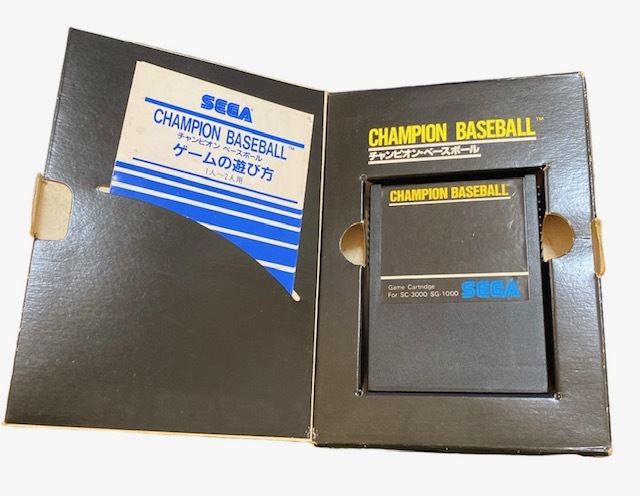 SEGA
CHAMPION BASEBALL™
チャンピオン ベースボール
ゲームの遊び方
1人〜2人用
CHAMPION BASEBALL™
チャンピオン・ベースボール
CHAMPION BASEBALL
Game Cartridge
For SC-3000 SG-1000
SEGA